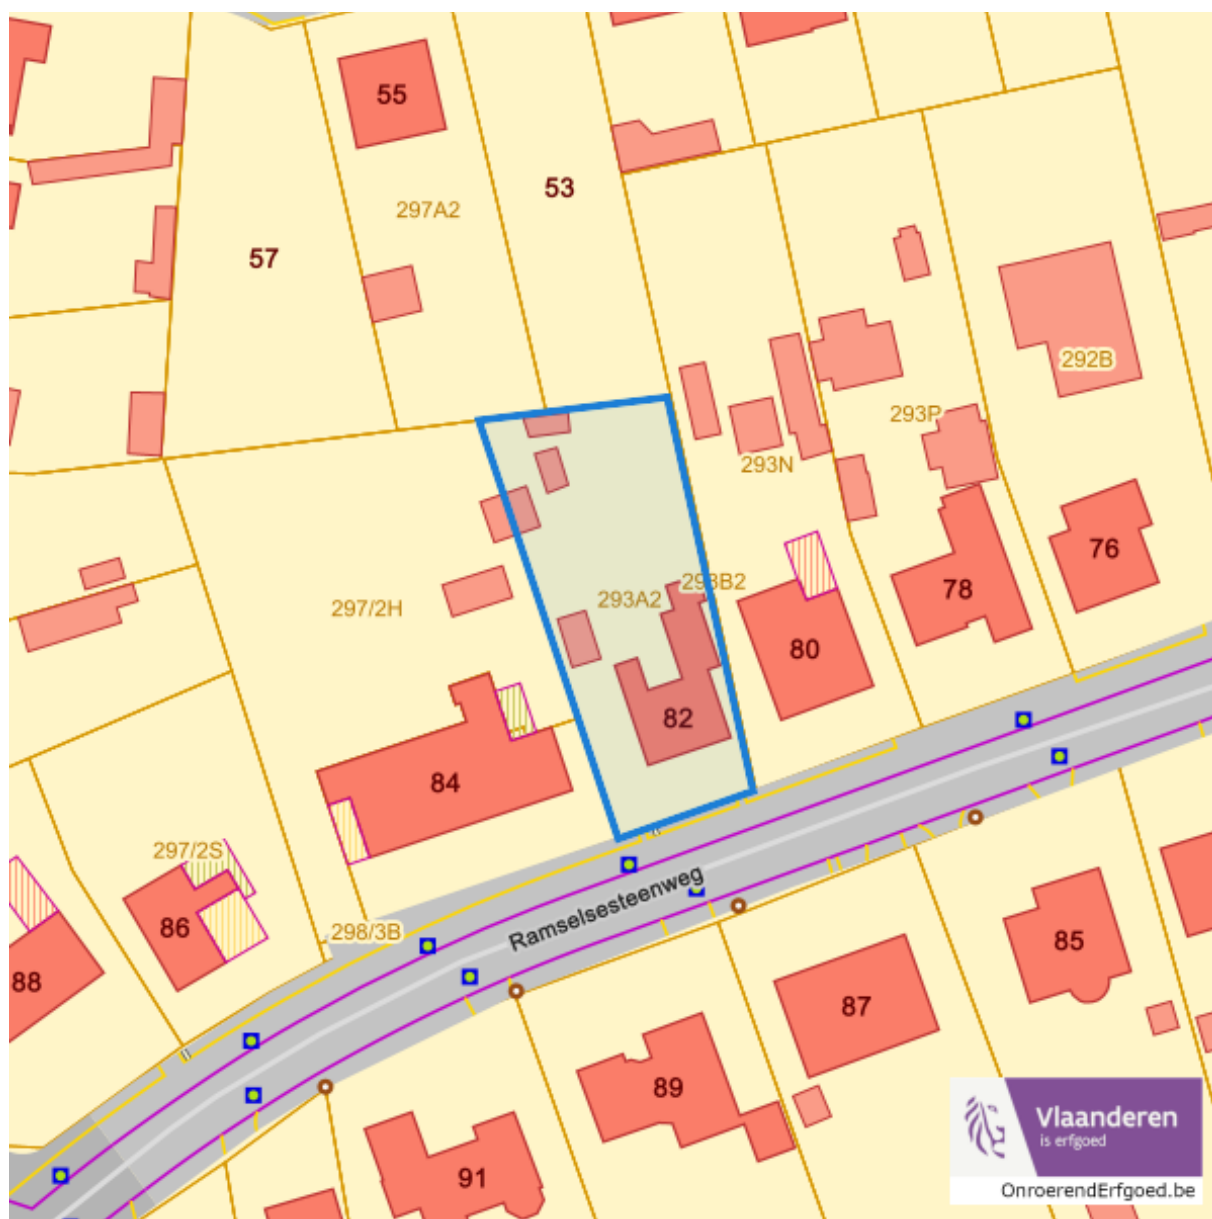 55
53
297A2
57
292B
293P
293N
76
78
293B2
293A2
297/2H
80
82
84
297/2S
Ramselsesteenweg
86
298/3B
85
88
87
89
91
Vlaanderen
is erfgoed
OnroerendErfgoed.be